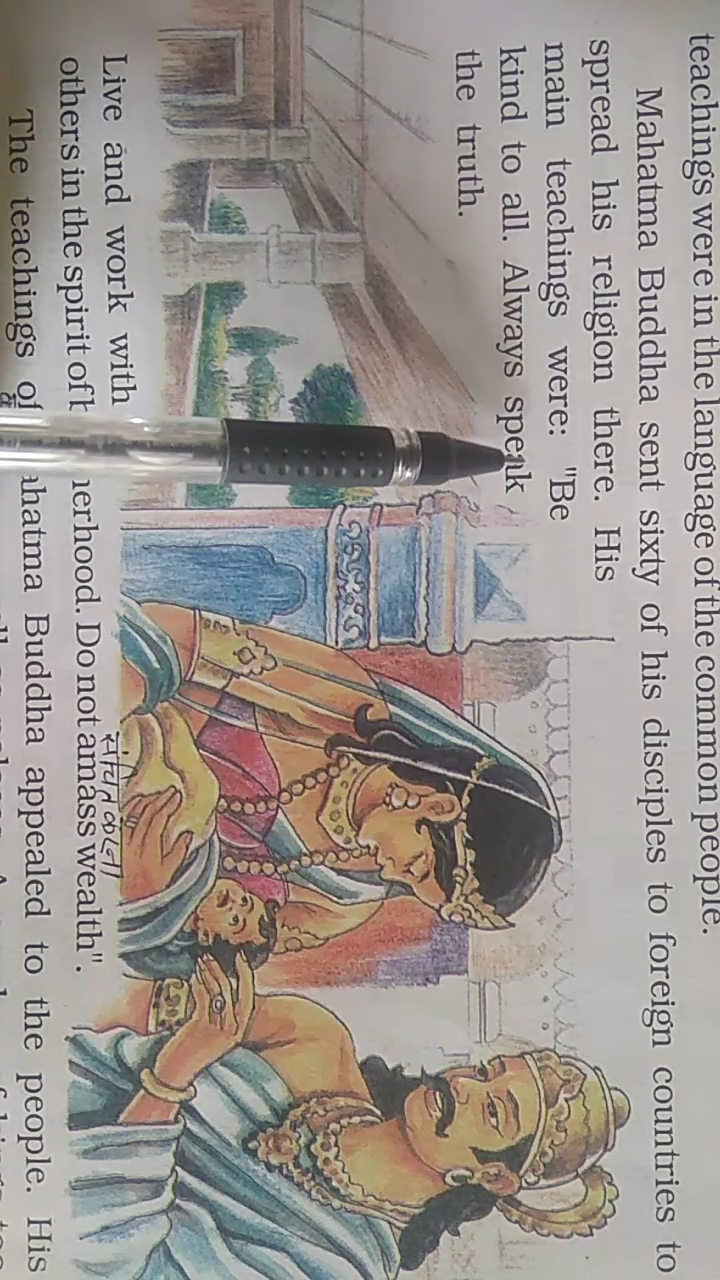 teachings were in the language of the common people.
Mahatma Buddha sent sixty of his disciples to foreign countries to
spread his religion there. His
main teachings were: "Be
kind to all. Always speak
the truth.
Live and work with
others in the spirit of herhood. Do not amass wealth".
The teachings of ahatma Buddha appealed to the people. His